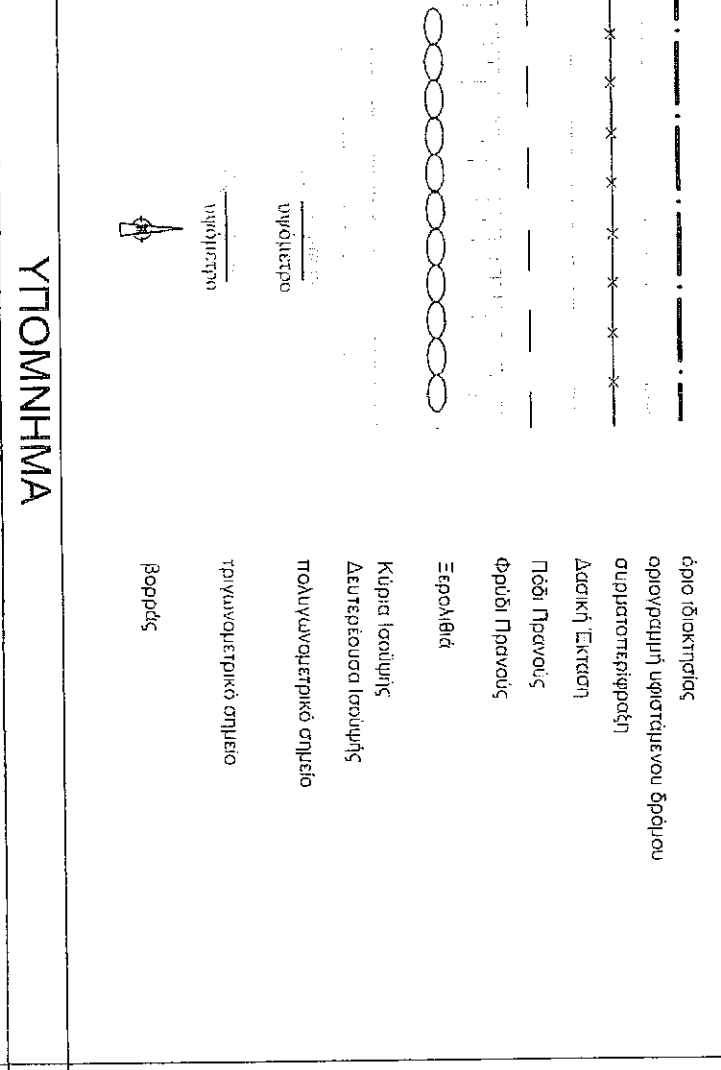 ΥΠΟΜΝΗΜΑ
όριο ιδιοκτησίας
οριογραμμή υφιστάμενου δρόμου
συρματοπερίφραξη
Δασική Έκταση
Πόδι Πρανούς
Φρύδι Πρανούς
Ξερολιθιά
Κύρια Ισοϋψής
Δευτερέουσα Ισοϋψής
υψόμετρο
πολυγωνομετρικό σημείο
υψόμετρο
τριγωνομετρικό σημείο
βορράς